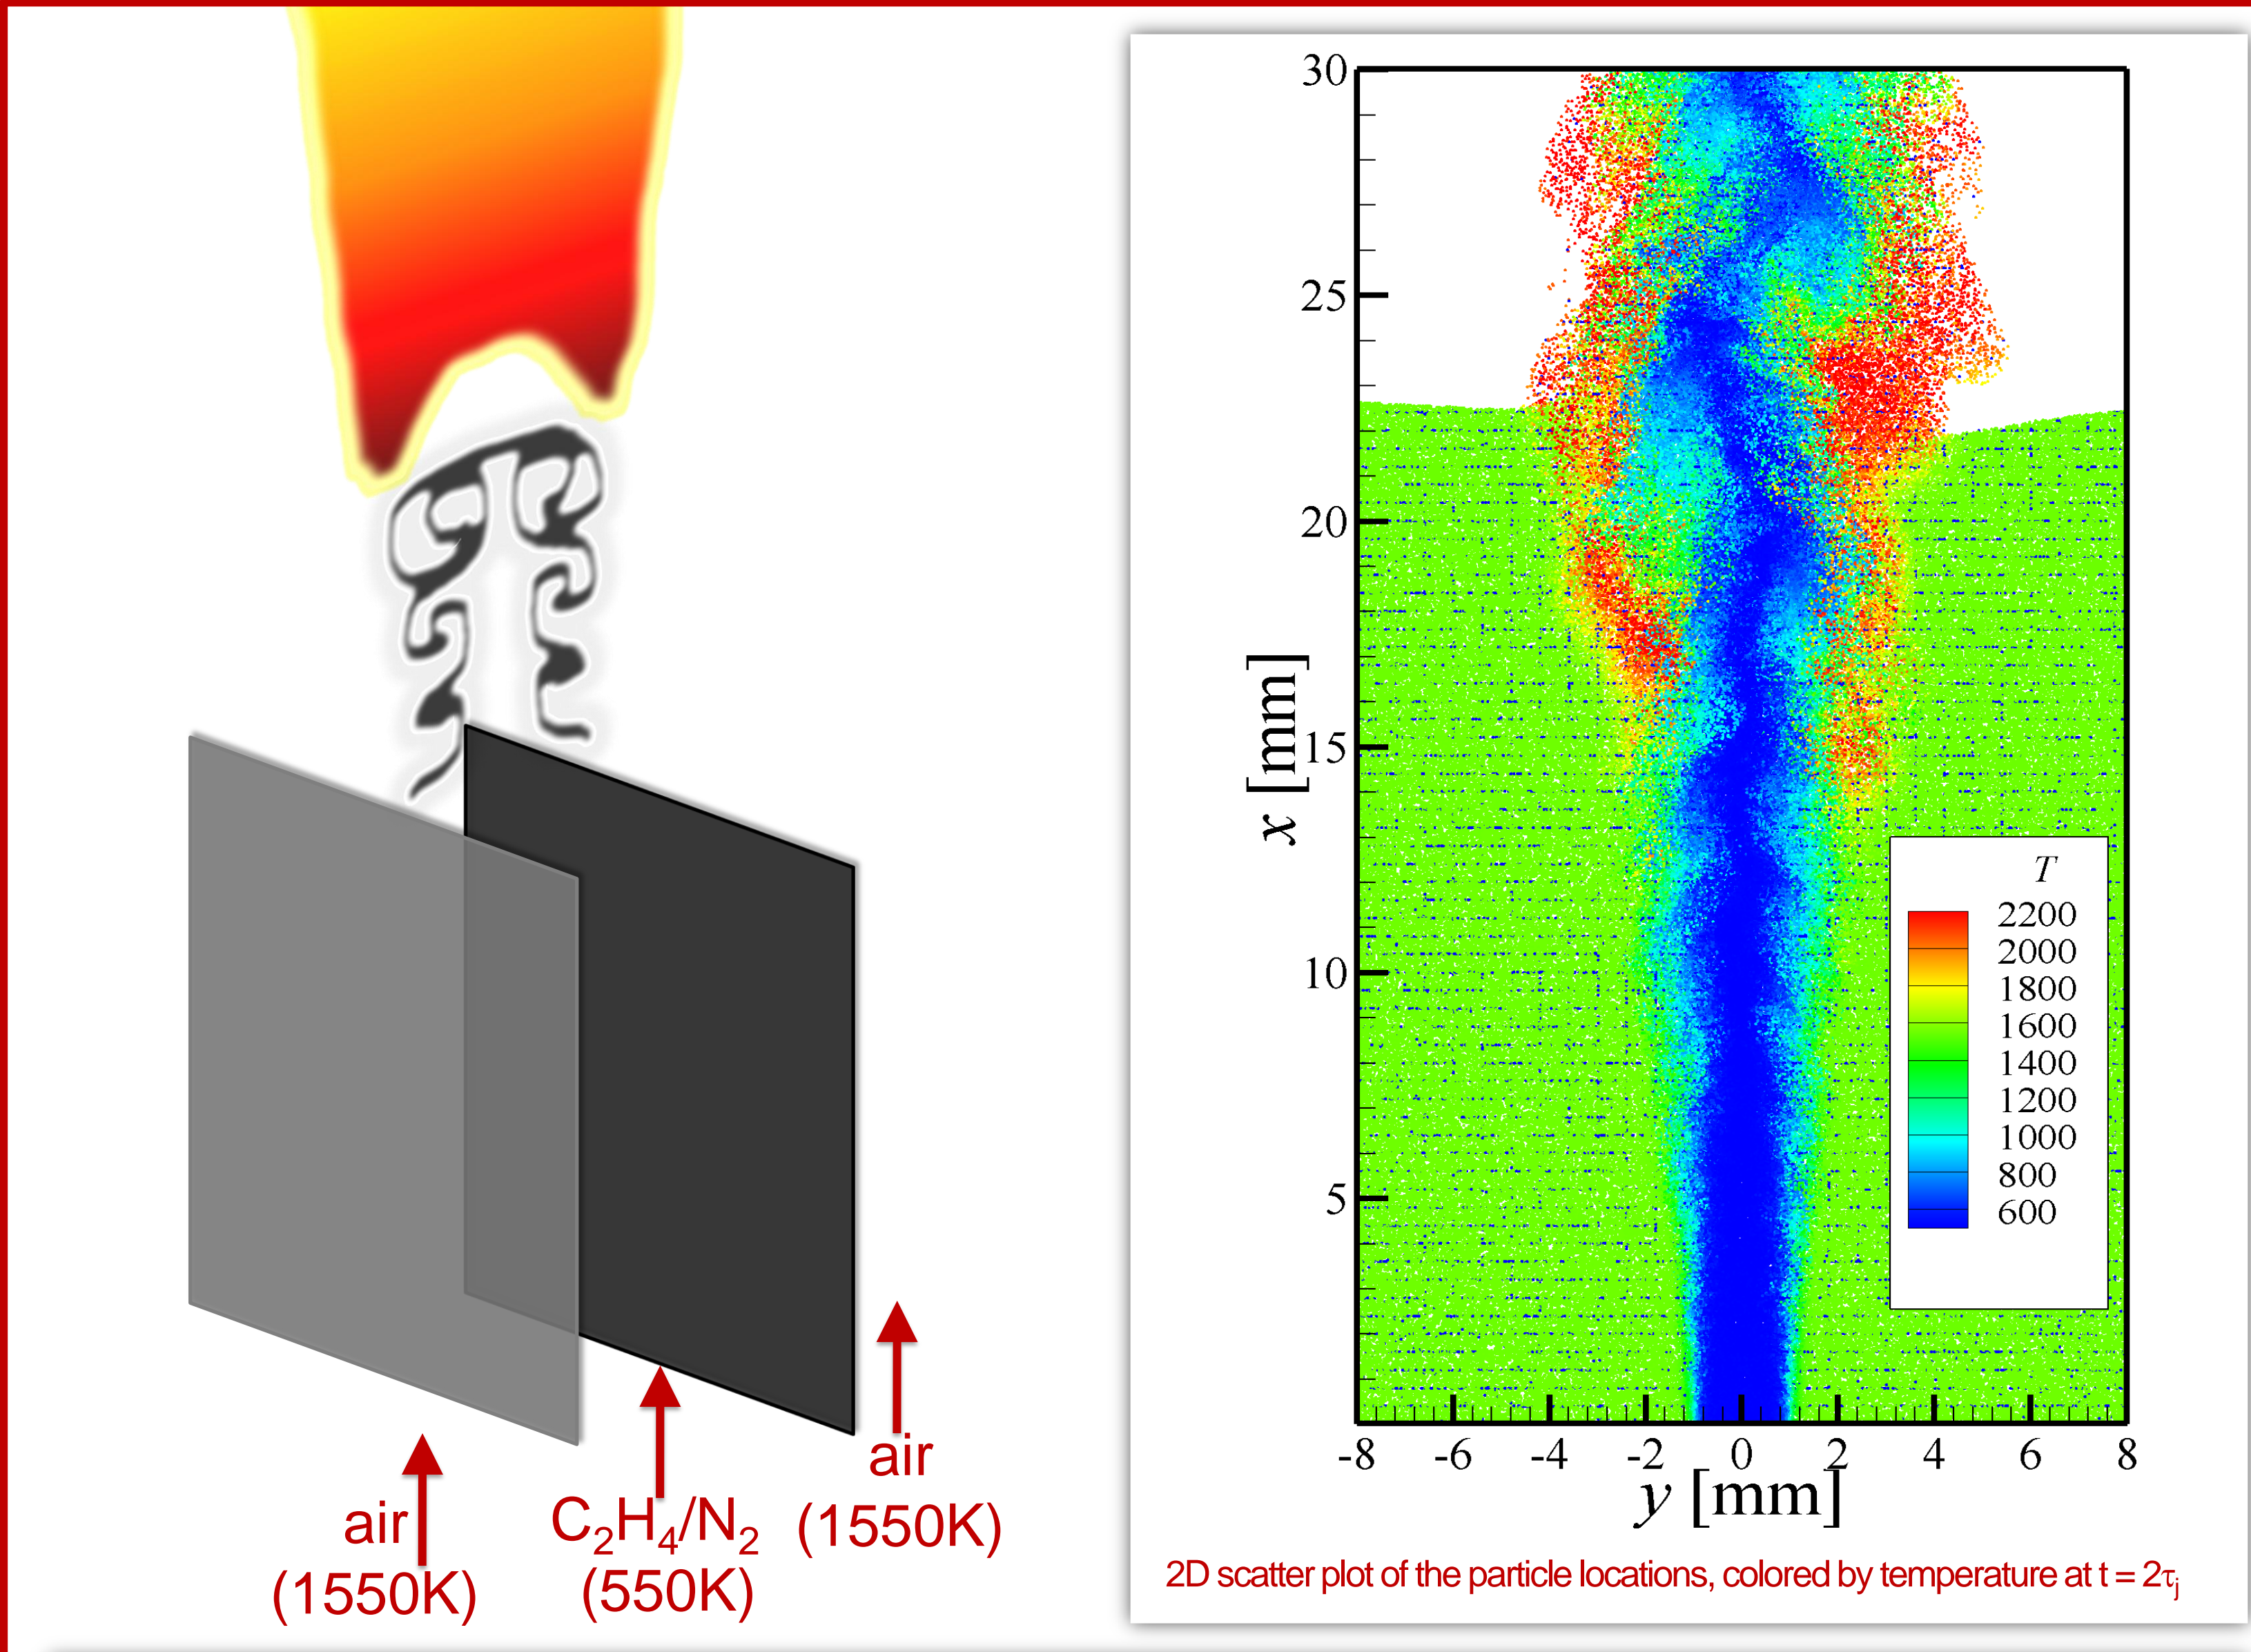 air
(1550K)
C₂H₄/N₂
(550K)
air
(1550K)
30
25
20
15
10
5
x [mm]
-8 -6 -4 -2 0 2 4 6 8
y [mm]
T
2200
2000
1800
1600
1400
1200
1000
800
600
2D scatter plot of the particle locations, colored by temperature at t = 2τⱼ